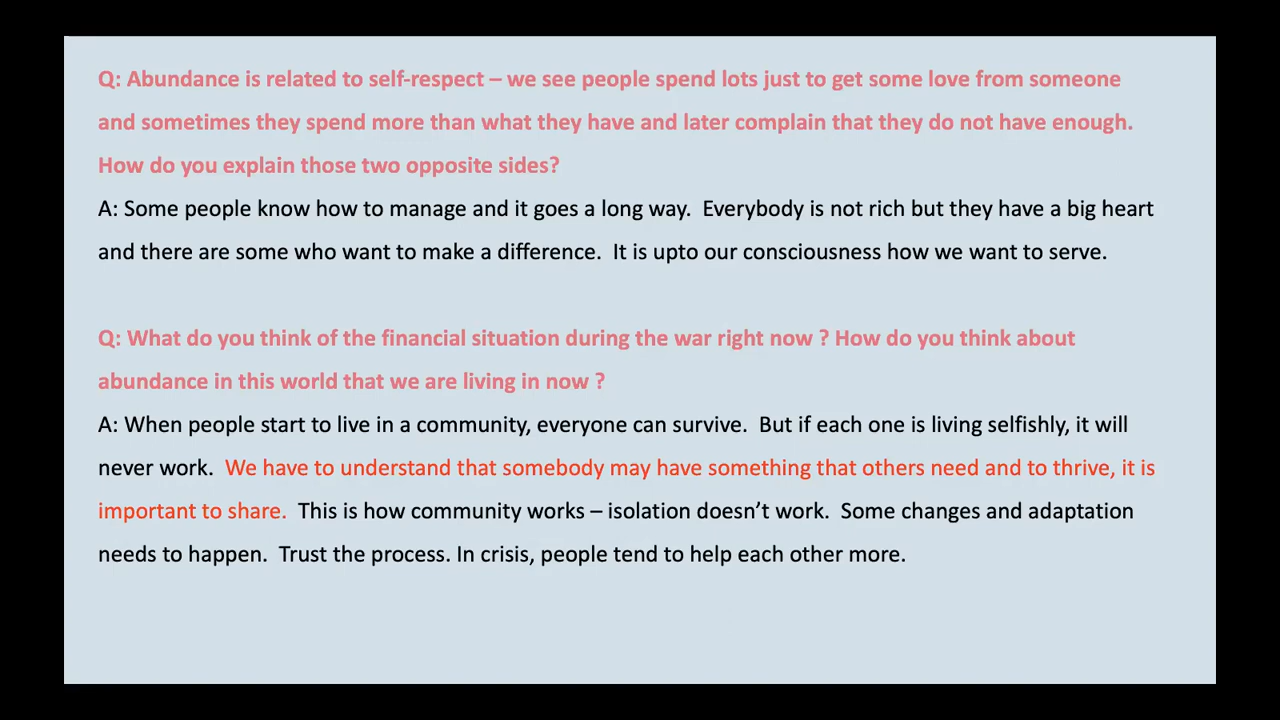 Q: Abundance is related to self-respect – we see people spend lots just to get some love from someone
and sometimes they spend more than what they have and later complain that they do not have enough.
How do you explain those two opposite sides?
A: Some people know how to manage and it goes a long way.  Everybody is not rich but they have a big heart
and there are some who want to make a difference.  It is upto our consciousness how we want to serve.
Q: What do you think of the financial situation during the war right now ? How do you think about
abundance in this world that we are living in now ?
A: When people start to live in a community, everyone can survive.  But if each one is living selfishly, it will
never work.  We have to understand that somebody may have something that others need and to thrive, it is
important to share.  This is how community works – isolation doesn’t work.  Some changes and adaptation
needs to happen.  Trust the process. In crisis, people tend to help each other more.